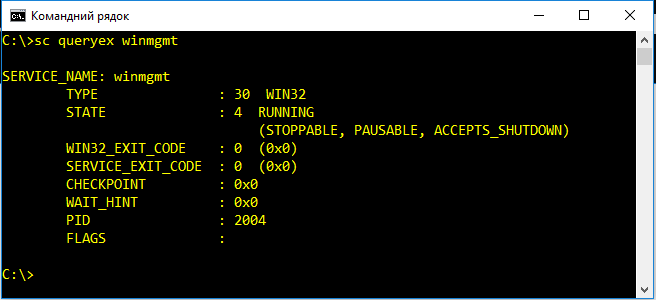 Командний рядок
C:\>sc queryex winmgmt
SERVICE_NAME: winmgmt
TYPE : 30 WIN32
STATE : 4 RUNNING
(STOPPABLE, PAUSABLE, ACCEPTS_SHUTDOWN)
WIN32_EXIT_CODE : 0 (0x0)
SERVICE_EXIT_CODE : 0 (0x0)
CHECKPOINT : 0x0
WAIT_HINT : 0x0
PID : 2004
FLAGS :
C:\>